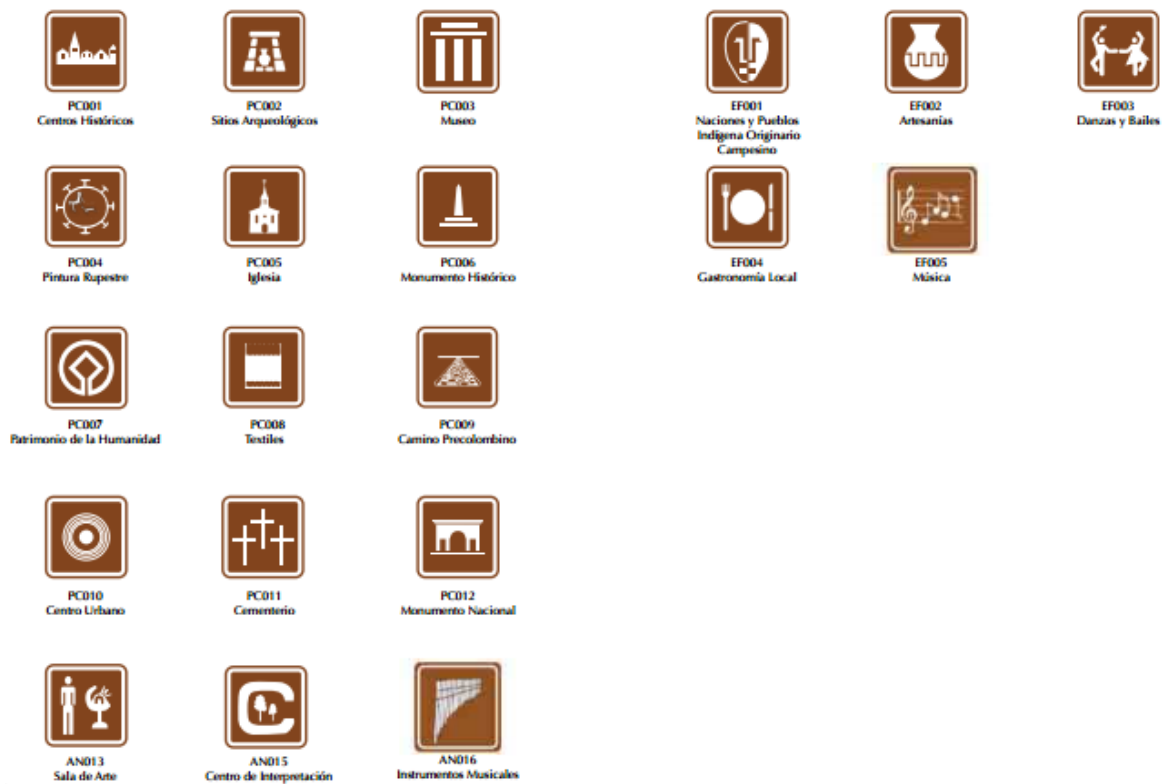 PC001
Centros Históricos
PC002
Sitios Arqueológicos
PC003
Museo
EF001
Naciones y Pueblos
Indígena Originario
Campesino
EF002
Artesanías
EF003
Danzas y Bailes
PC004
Pintura Rupestre
PC005
Iglesia
PC006
Monumento Histórico
EF004
Gastronomía Local
EF005
Música
PC007
Patrimonio de la Humanidad
PC008
Textiles
PC009
Camino Precolombino
PC010
Centro Urbano
PC011
Cementerio
PC012
Monumento Nacional
AN013
Sala de Arte
C
AN015
Centro de Interpretación
AN016
Instrumentos Musicales